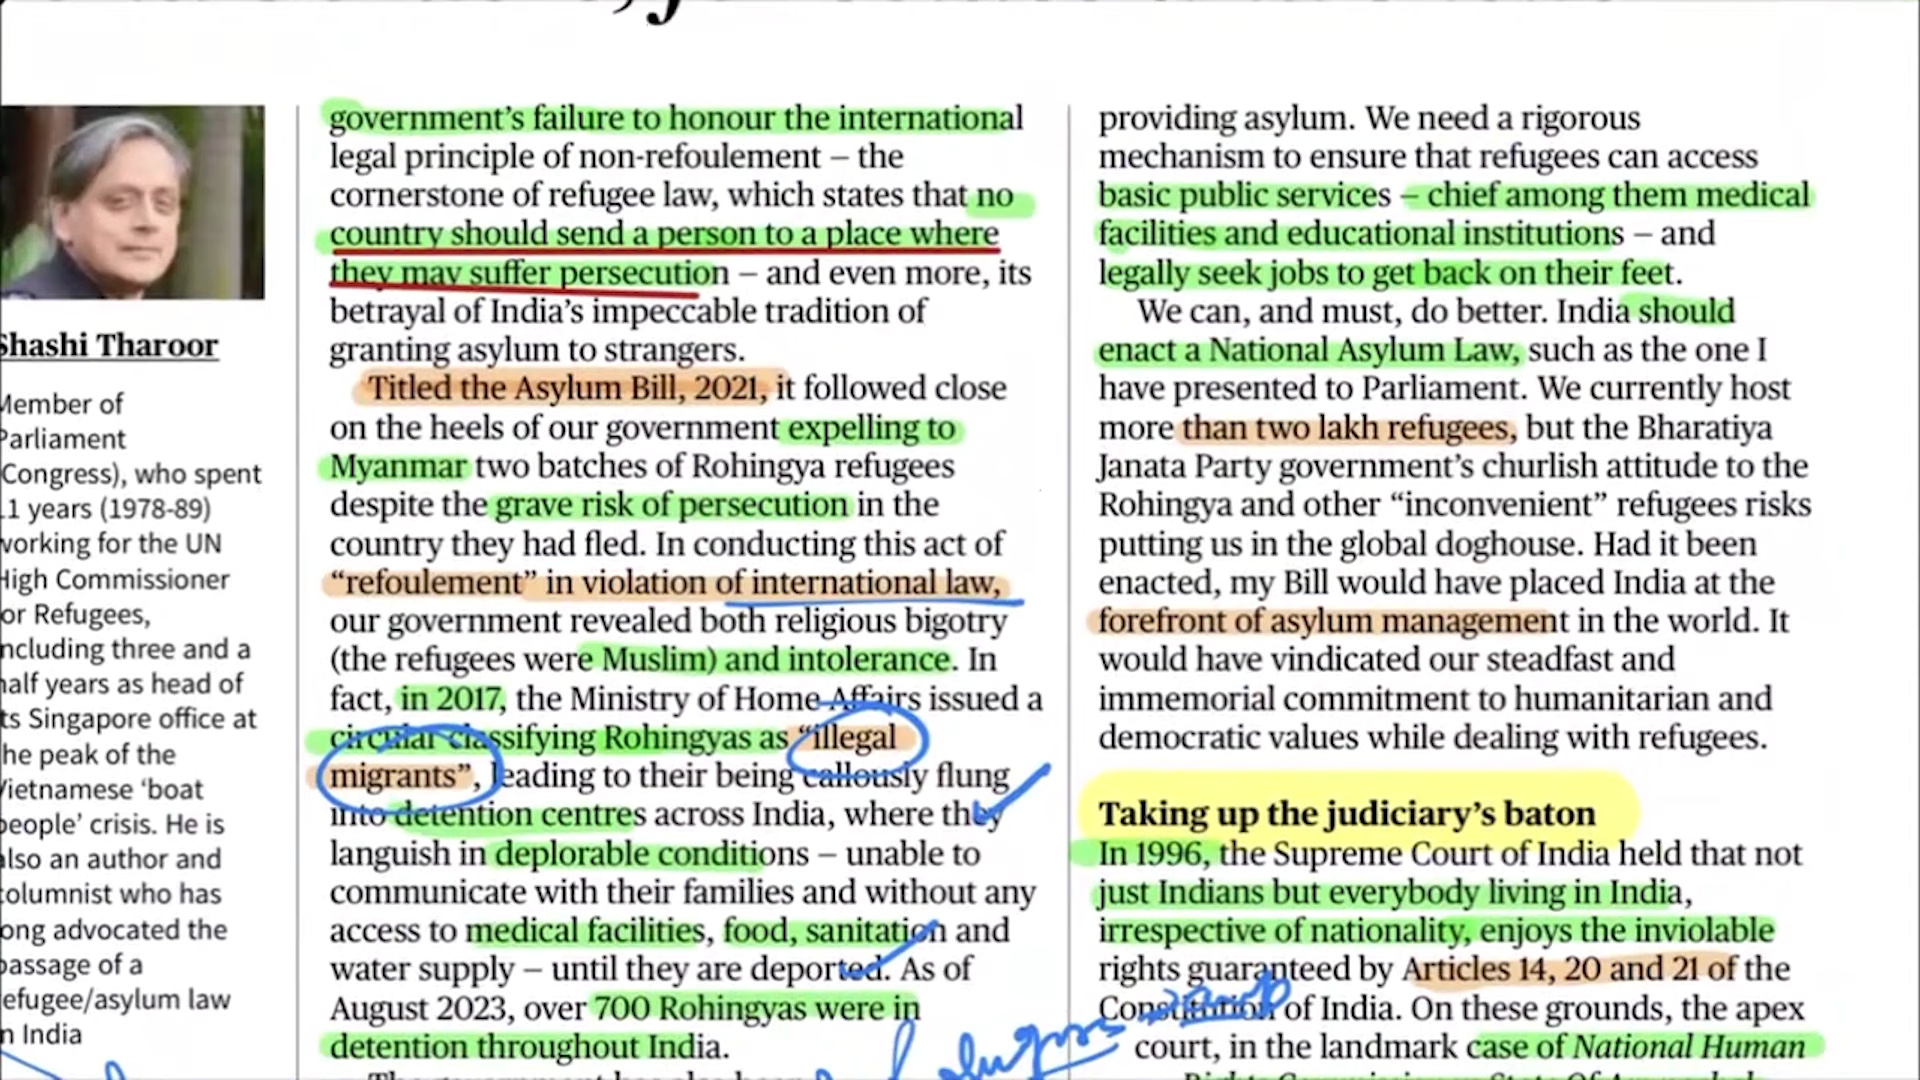 Shashi Tharoor
Member of
Parliament
(Congress), who spent
11 years (1978-89)
working for the UN
High Commissioner
for Refugees,
including three and a
half years as head of
its Singapore office at
the peak of the
Vietnamese ‘boat
people’ crisis. He is
also an author and
columnist who has
long advocated the
passage of a
refugee/asylum law
in India
government’s failure to honour the international
legal principle of non-refoulement – the
cornerstone of refugee law, which states that no
country should send a person to a place where
they may suffer persecution – and even more, its
betrayal of India’s impeccable tradition of
granting asylum to strangers.
Titled the Asylum Bill, 2021, it followed close
on the heels of our government expelling to
Myanmar two batches of Rohingya refugees
despite the grave risk of persecution in the
country they had fled. In conducting this act of
“refoulement” in violation of international law,
our government revealed both religious bigotry
(the refugees were Muslim) and intolerance. In
fact, in 2017, the Ministry of Home Affairs issued a
circular classifying Rohingyas as “illegal
migrants”, leading to their being callously flung
into detention centres across India, where they
languish in deplorable conditions – unable to
communicate with their families and without any
access to medical facilities, food, sanitation and
water supply – until they are deported. As of
August 2023, over 700 Rohingyas were in
detention throughout India.
providing asylum. We need a rigorous
mechanism to ensure that refugees can access
basic public services – chief among them medical
facilities and educational institutions – and
legally seek jobs to get back on their feet.
We can, and must, do better. India should
enact a National Asylum Law, such as the one I
have presented to Parliament. We currently host
more than two lakh refugees, but the Bharatiya
Janata Party government’s churlish attitude to the
Rohingya and other “inconvenient” refugees risks
putting us in the global doghouse. Had it been
enacted, my Bill would have placed India at the
forefront of asylum management in the world. It
would have vindicated our steadfast and
immemorial commitment to humanitarian and
democratic values while dealing with refugees.
Taking up the judiciary’s baton
In 1996, the Supreme Court of India held that not
just Indians but everybody living in India,
irrespective of nationality, enjoys the inviolable
rights guaranteed by Articles 14, 20 and 21 of the
Constitution of India. On these grounds, the apex
court, in the landmark case of National Human